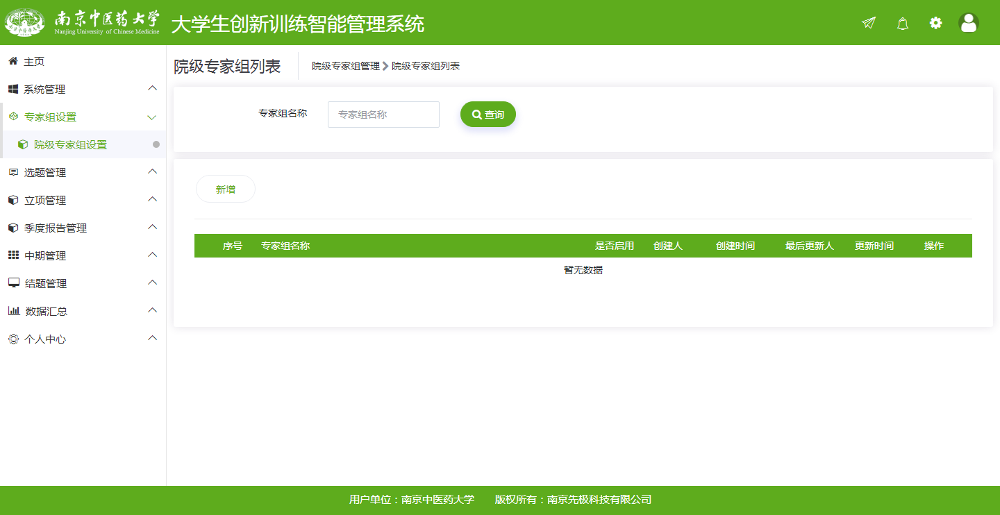 南京中医药大学
Nanjing University of Chinese Medicine
大学生创新训练智能管理系统
主页
系统管理
专家组设置
院级专家组设置
选题管理
立项管理
季度报告管理
中期管理
结题管理
数据汇总
个人中心
院级专家组列表
院级专家组管理 院级专家组列表
专家组名称 专家组名称 查询
新增
序号 专家组名称 是否启用 创建人 创建时间 最后更新人 更新时间 操作
暂无数据
用户单位：南京中医药大学 版权所有：南京先极科技有限公司